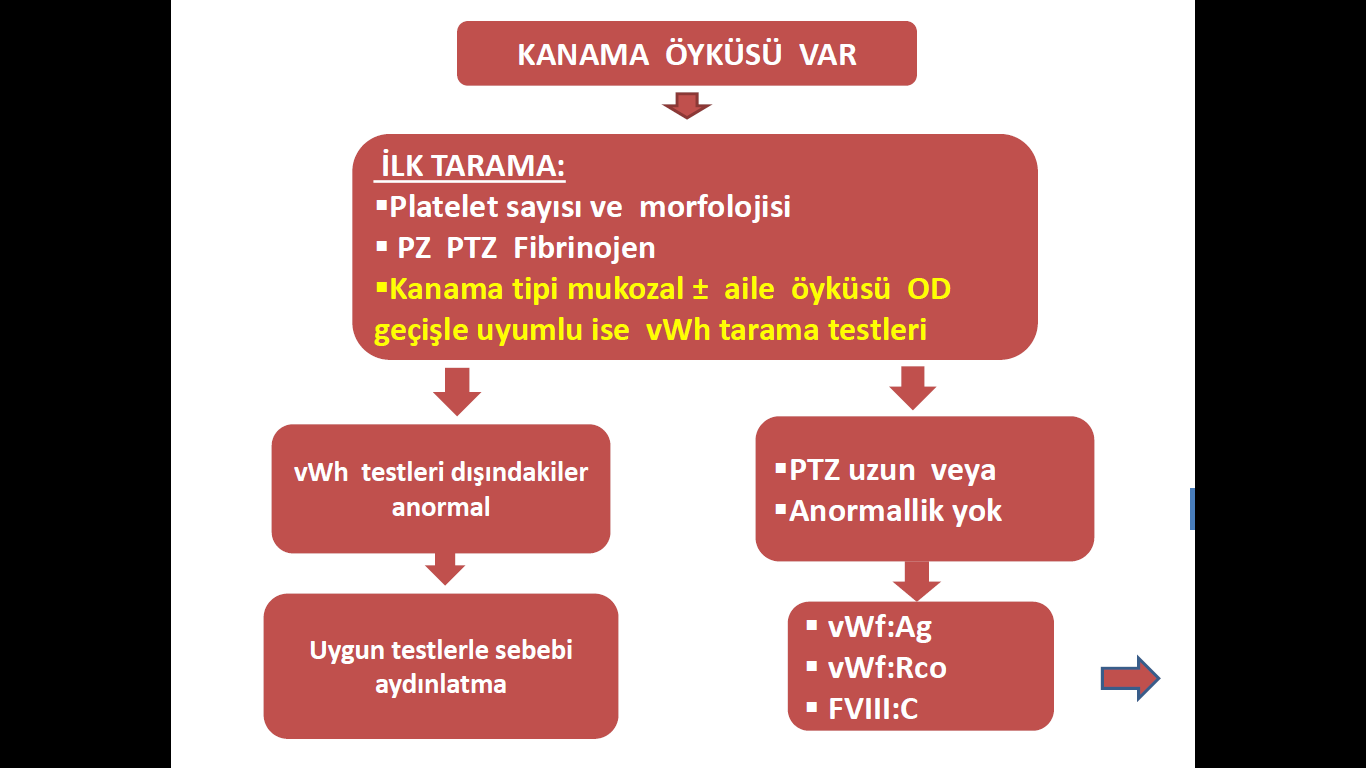 KANAMA ÖYKÜSÜ VAR
İLK TARAMA:
▪Platelet sayısı ve morfolojisi
▪ PZ PTZ Fibrinojen
▪Kanama tipi mukozal ± aile öyküsü OD
geçişle uyumlu ise vWh tarama testleri
vWh testleri dışındakiler
anormal
Uygun testlerle sebebi
aydınlatma
▪PTZ uzun veya
▪Anormallik yok
▪ vWf:Ag
▪ vWf:Rco
▪ FVIII:C